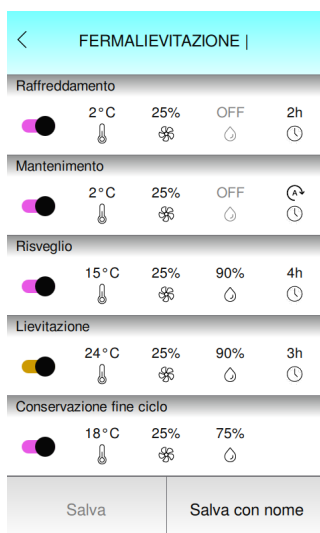 FERMALIEVITAZIONE |
Raffreddamento
2°C 25% OFF 2h
Mantenimento
2°C 25% OFF A
Risveglio
15°C 25% 90% 4h
Lievitazione
24°C 25% 90% 3h
Conservazione fine ciclo
18°C 25% 75%
Salva Salva con nome